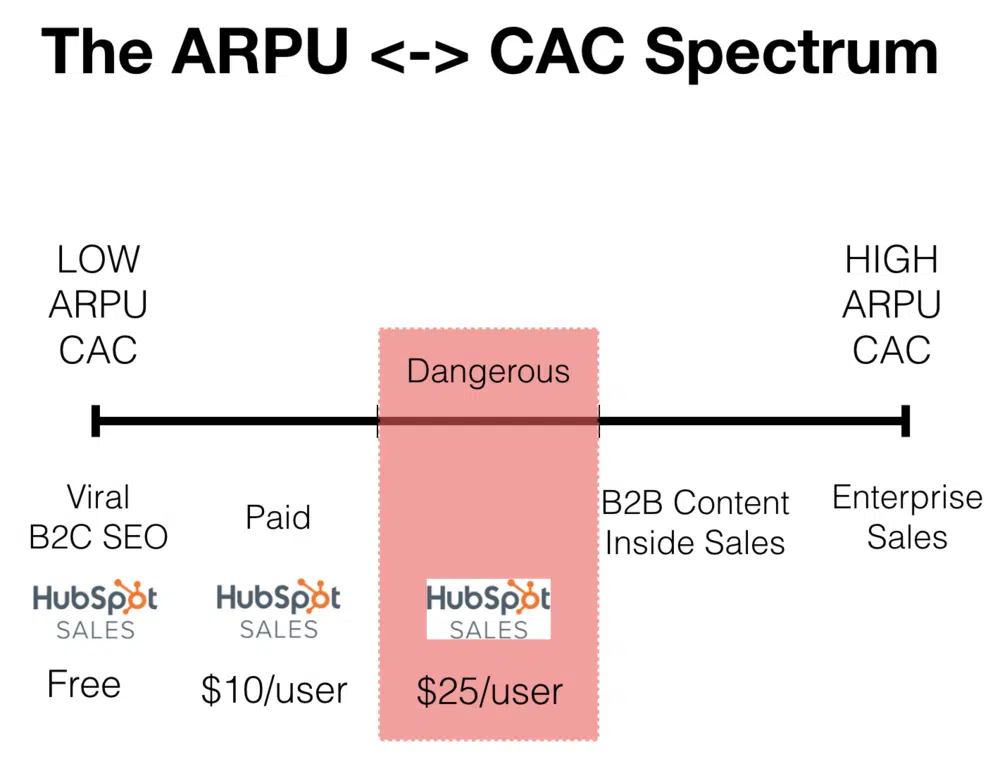 The ARPU <-> CAC Spectrum
LOW
ARPU
CAC
HIGH
ARPU
CAC
Dangerous
Viral
B2C SEO
Paid
B2B Content
Inside Sales
Enterprise
Sales
HubSpot
SALES
HubSpot
SALES
HubSpot
SALES
Free
$10/user
$25/user